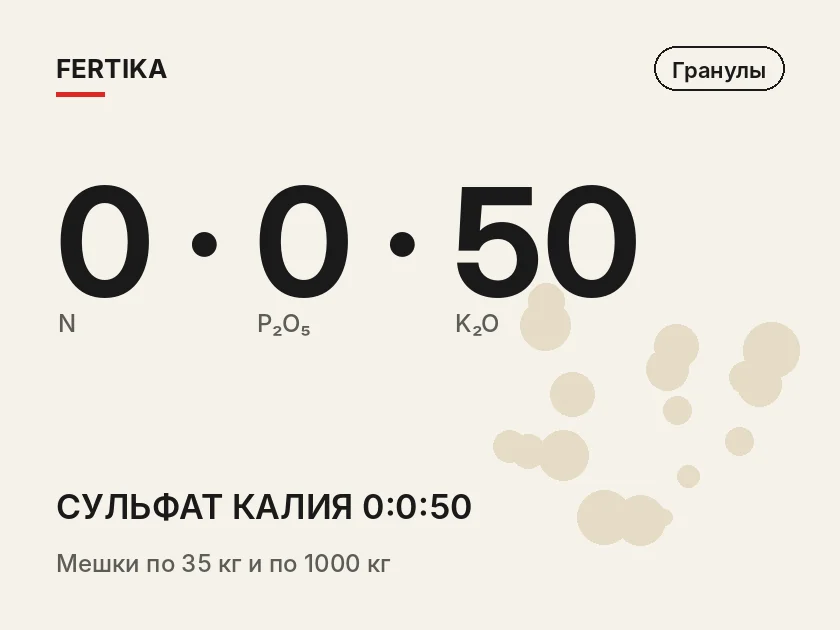 FERTIKA
Гранулы
0 · 0 · 50
N P₂O₅ K₂O
СУЛЬФАТ КАЛИЯ 0:0:50
Мешки по 35 кг и по 1000 кг